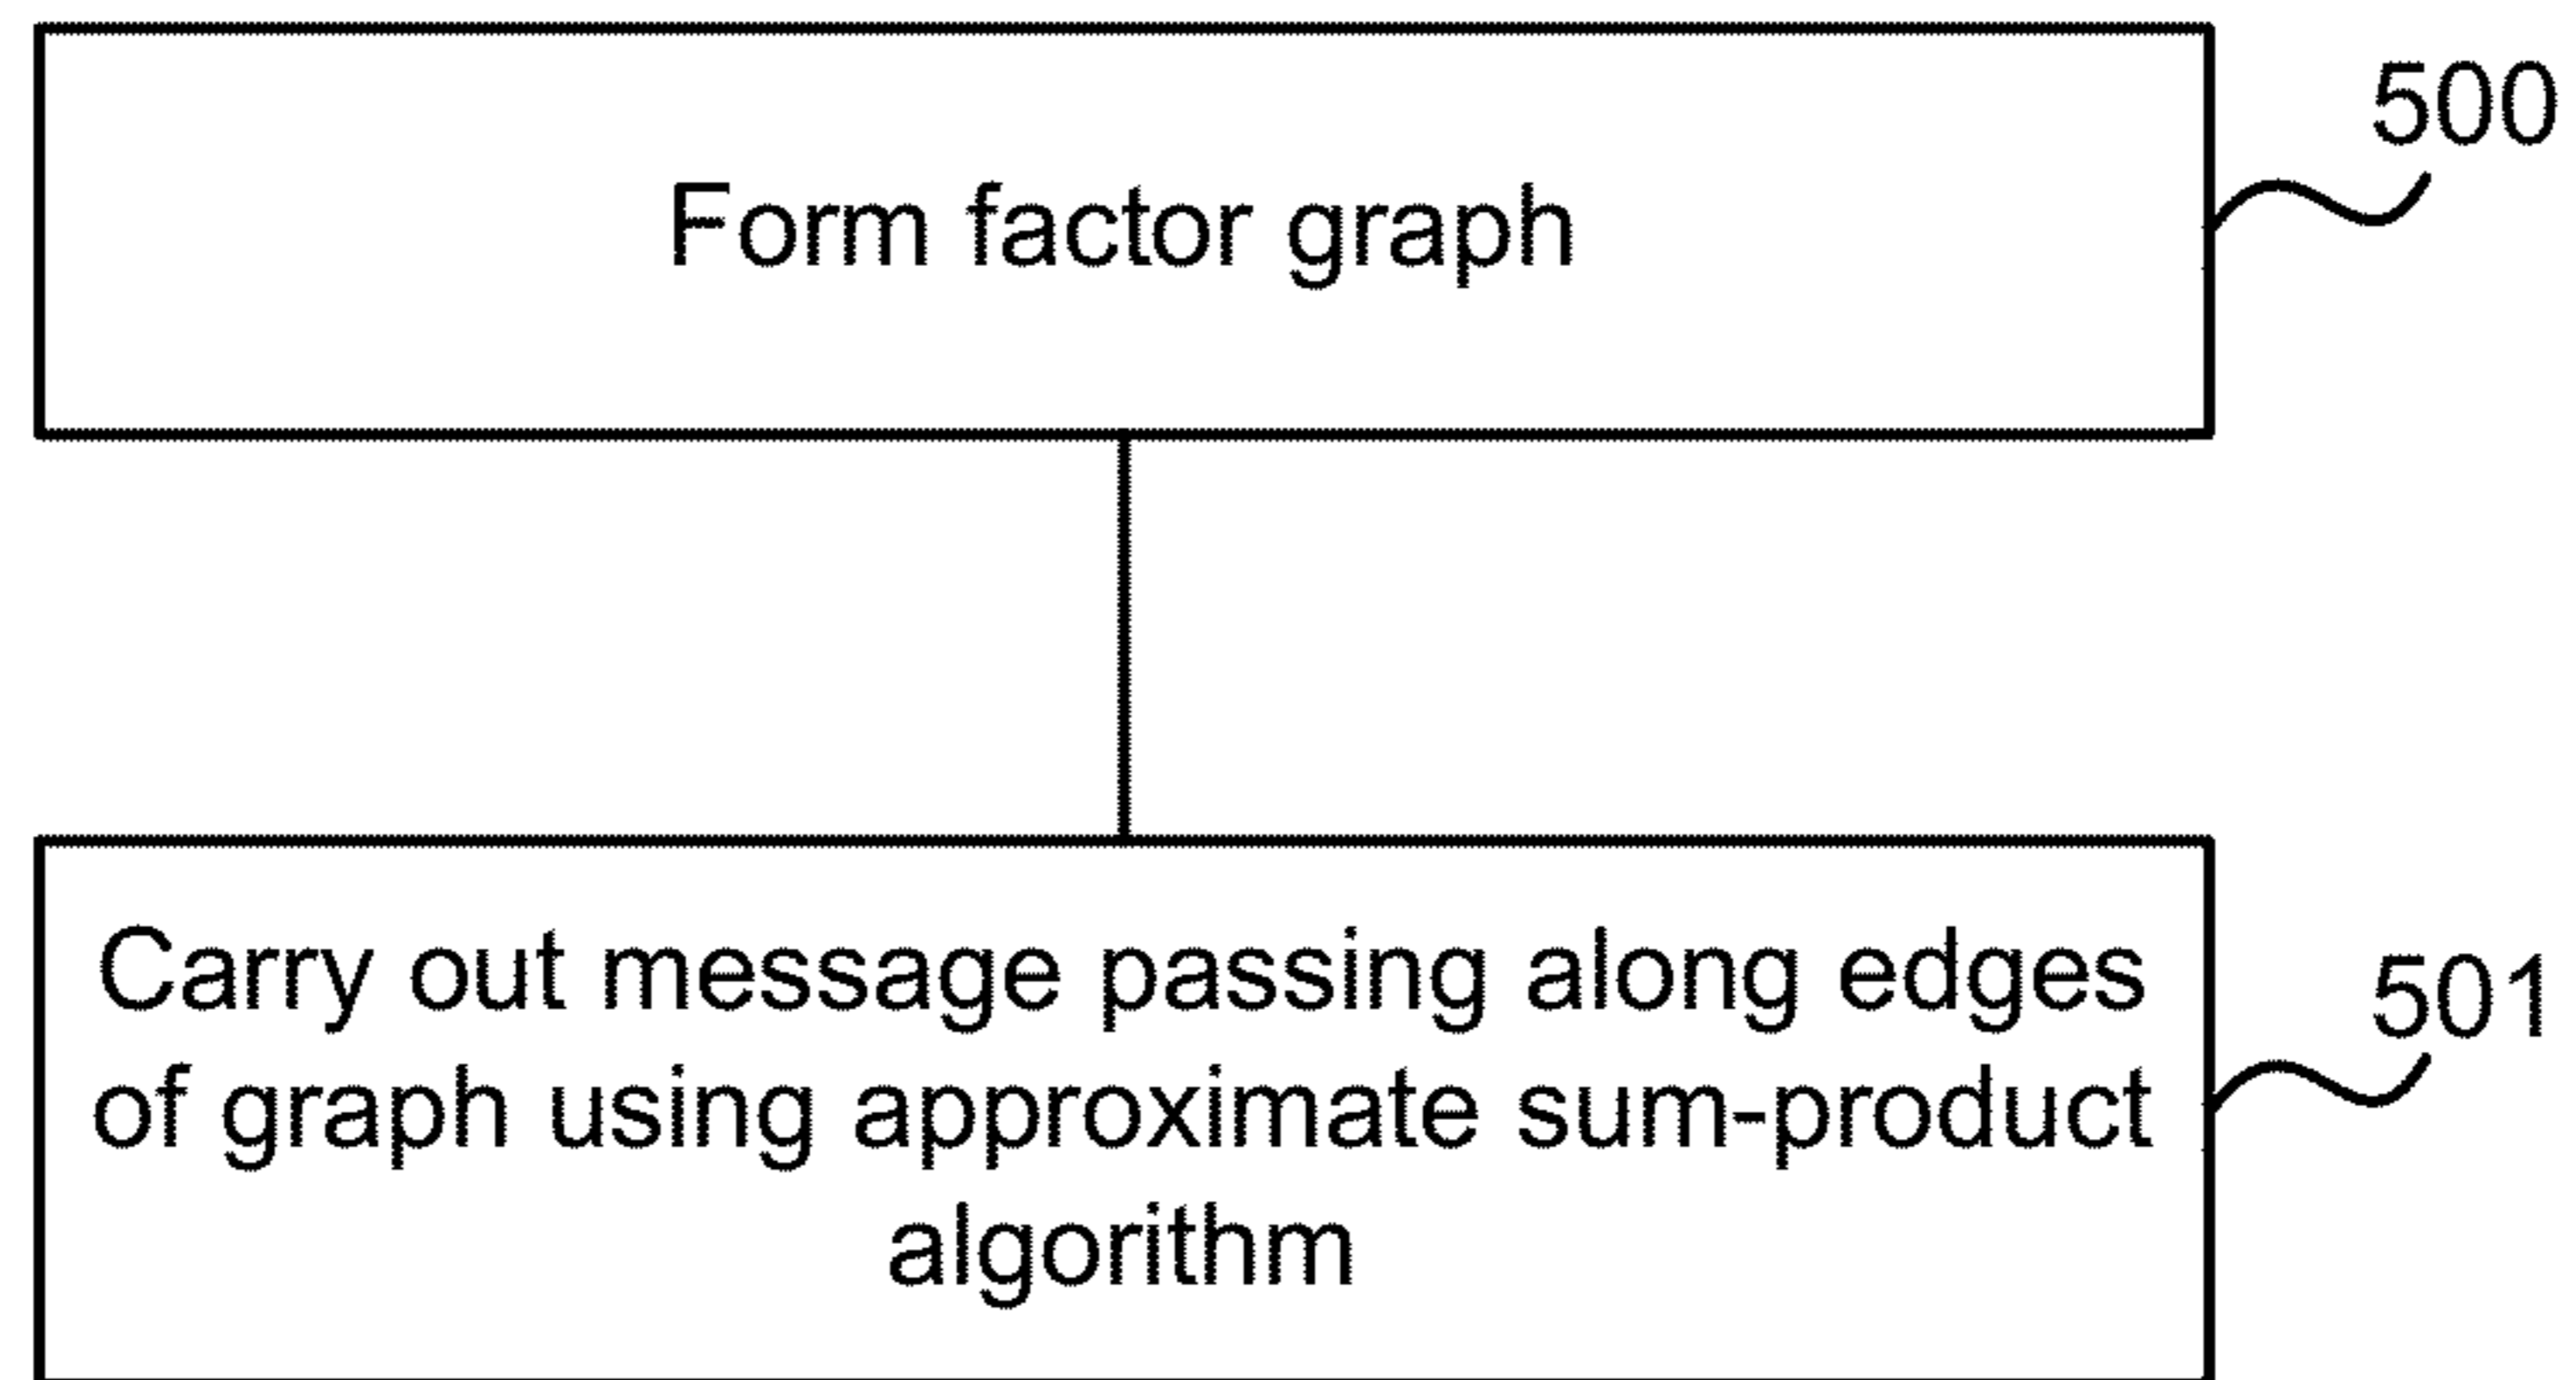 Form factor graph
500
Carry out message passing along edges
of graph using approximate sum-product
algorithm
501